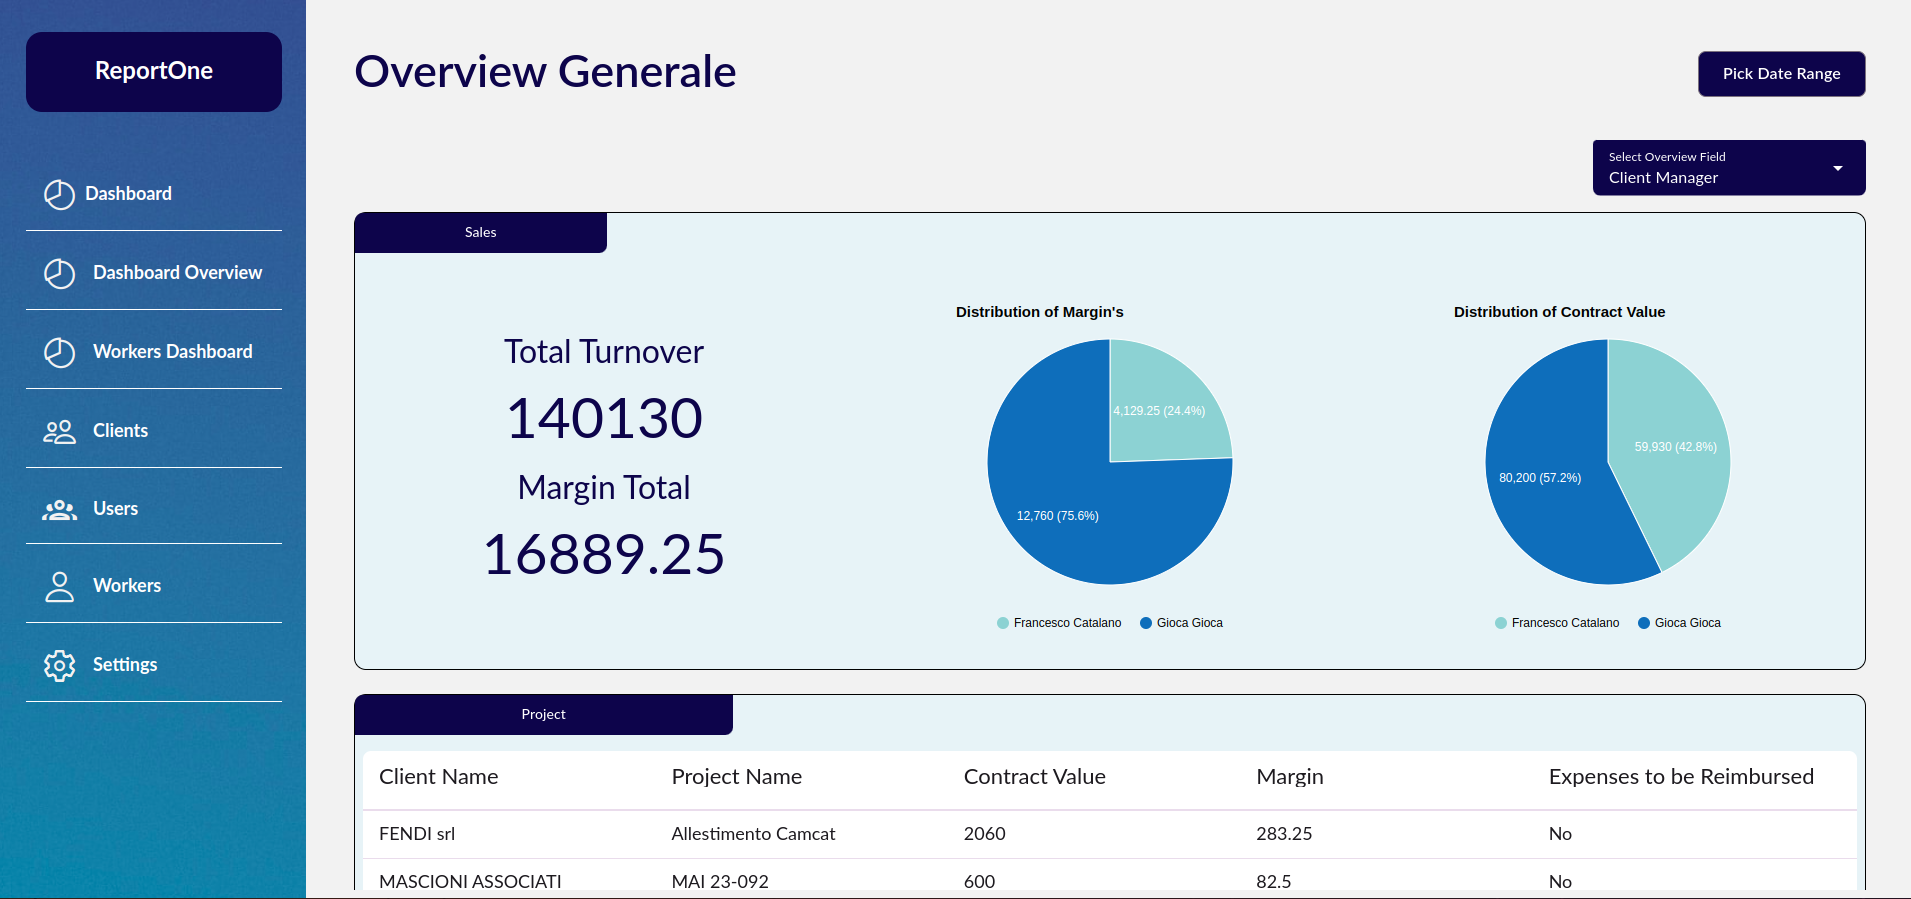 ReportOne
Dashboard
Dashboard Overview
Workers Dashboard
Clients
Users
Workers
Settings
Overview Generale
Pick Date Range
Select Overview Field
Client Manager
Sales
Total Turnover
140130
Margin Total
16889.25
Distribution of Margin's
4,129.25 (24.4%)
12,760 (75.6%)
Francesco Catalano Gioca Gioca
Distribution of Contract Value
59,930 (42.8%)
80,200 (57.2%)
Francesco Catalano Gioca Gioca
Project
Client Name Project Name Contract Value Margin Expenses to be Reimbursed
FENDI srl Allestimento Camcat 2060 283.25 No
MASCIONI ASSOCIATI MAI 23-092 600 82.5 No